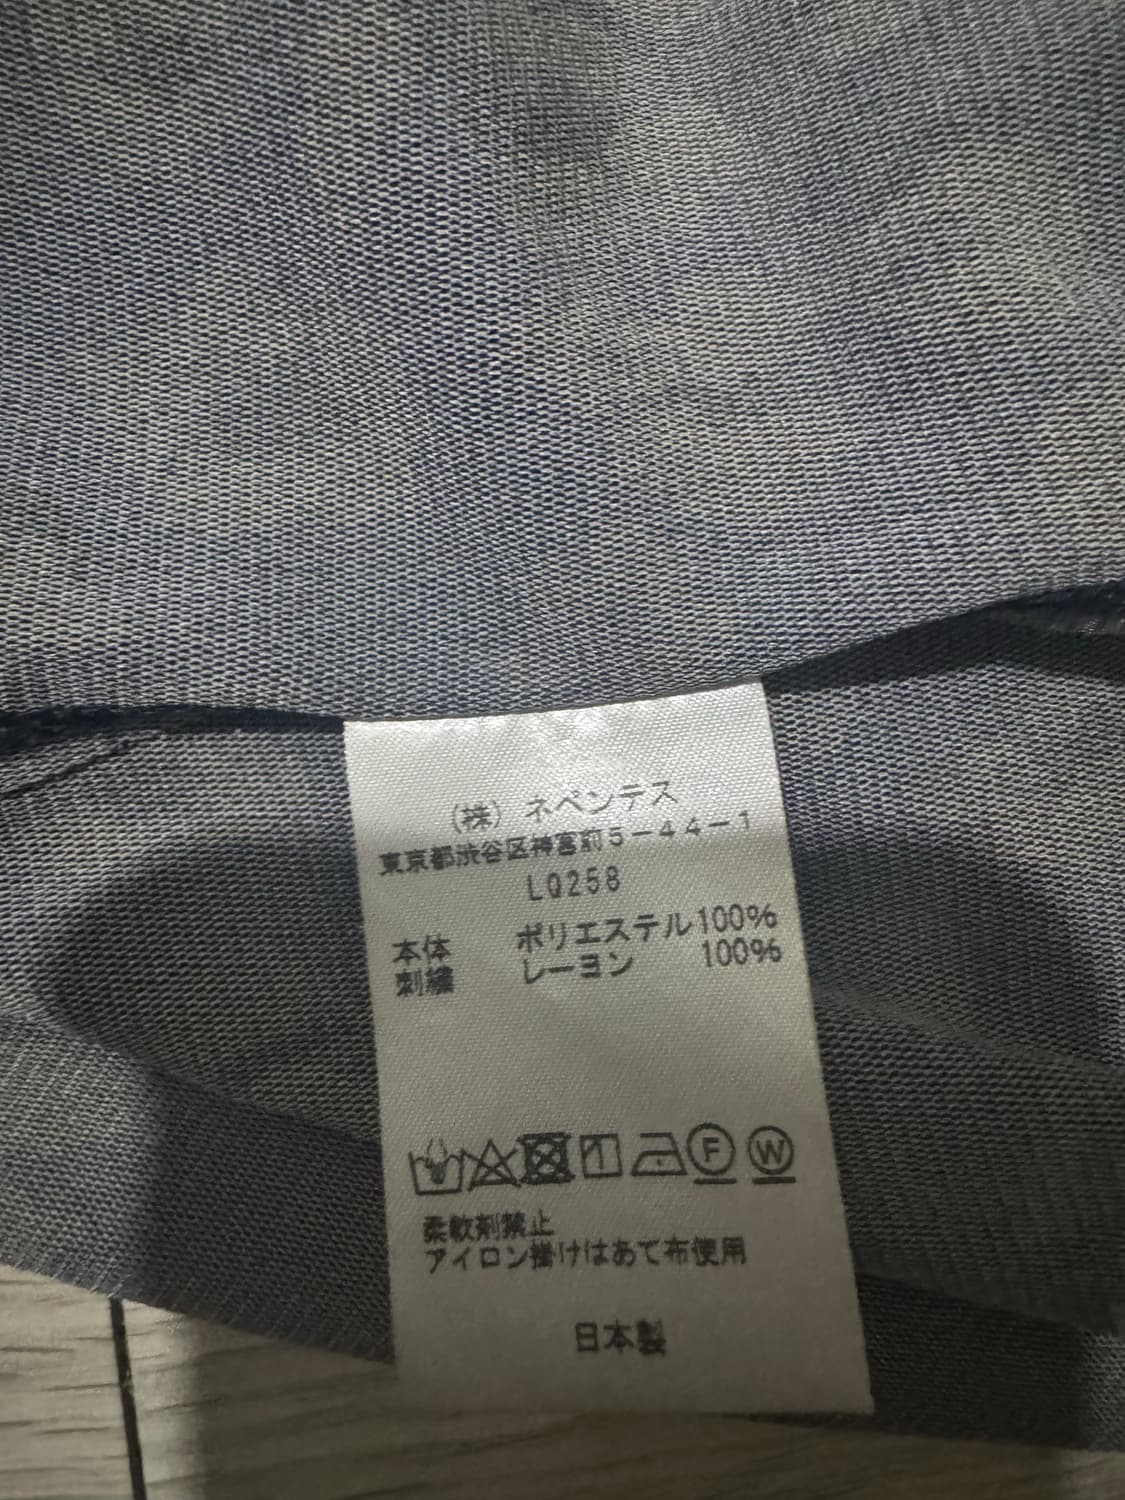 (株) ネペンテス
東京都渋谷区神宮前5-44-1
LQ258
本体 ポリエステル100%
刺繍 レーヨン 100%
F W
柔軟剤禁止
アイロン掛けはあて布使用
日本製